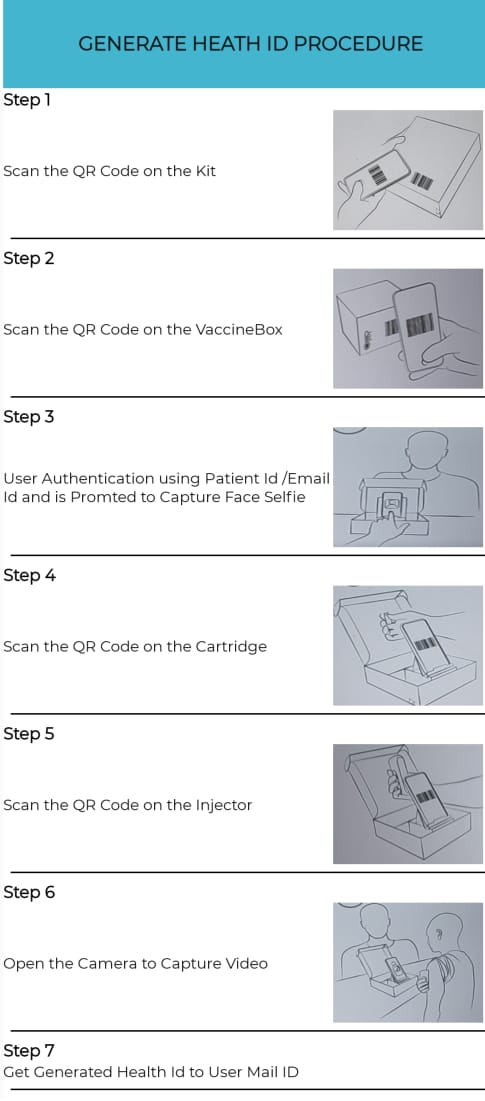 GENERATE HEATH ID PROCEDURE
Step 1
Scan the QR Code on the Kit
Step 2
Scan the QR Code on the VaccineBox
Step 3
User Authentication using Patient Id /Email
Id and is Promted to Capture Face Selfie
Step 4
Scan the QR Code on the Cartridge
Step 5
Scan the QR Code on the Injector
Step 6
Open the Camera to Capture Video
Step 7
Get Generated Health Id to User Mail ID